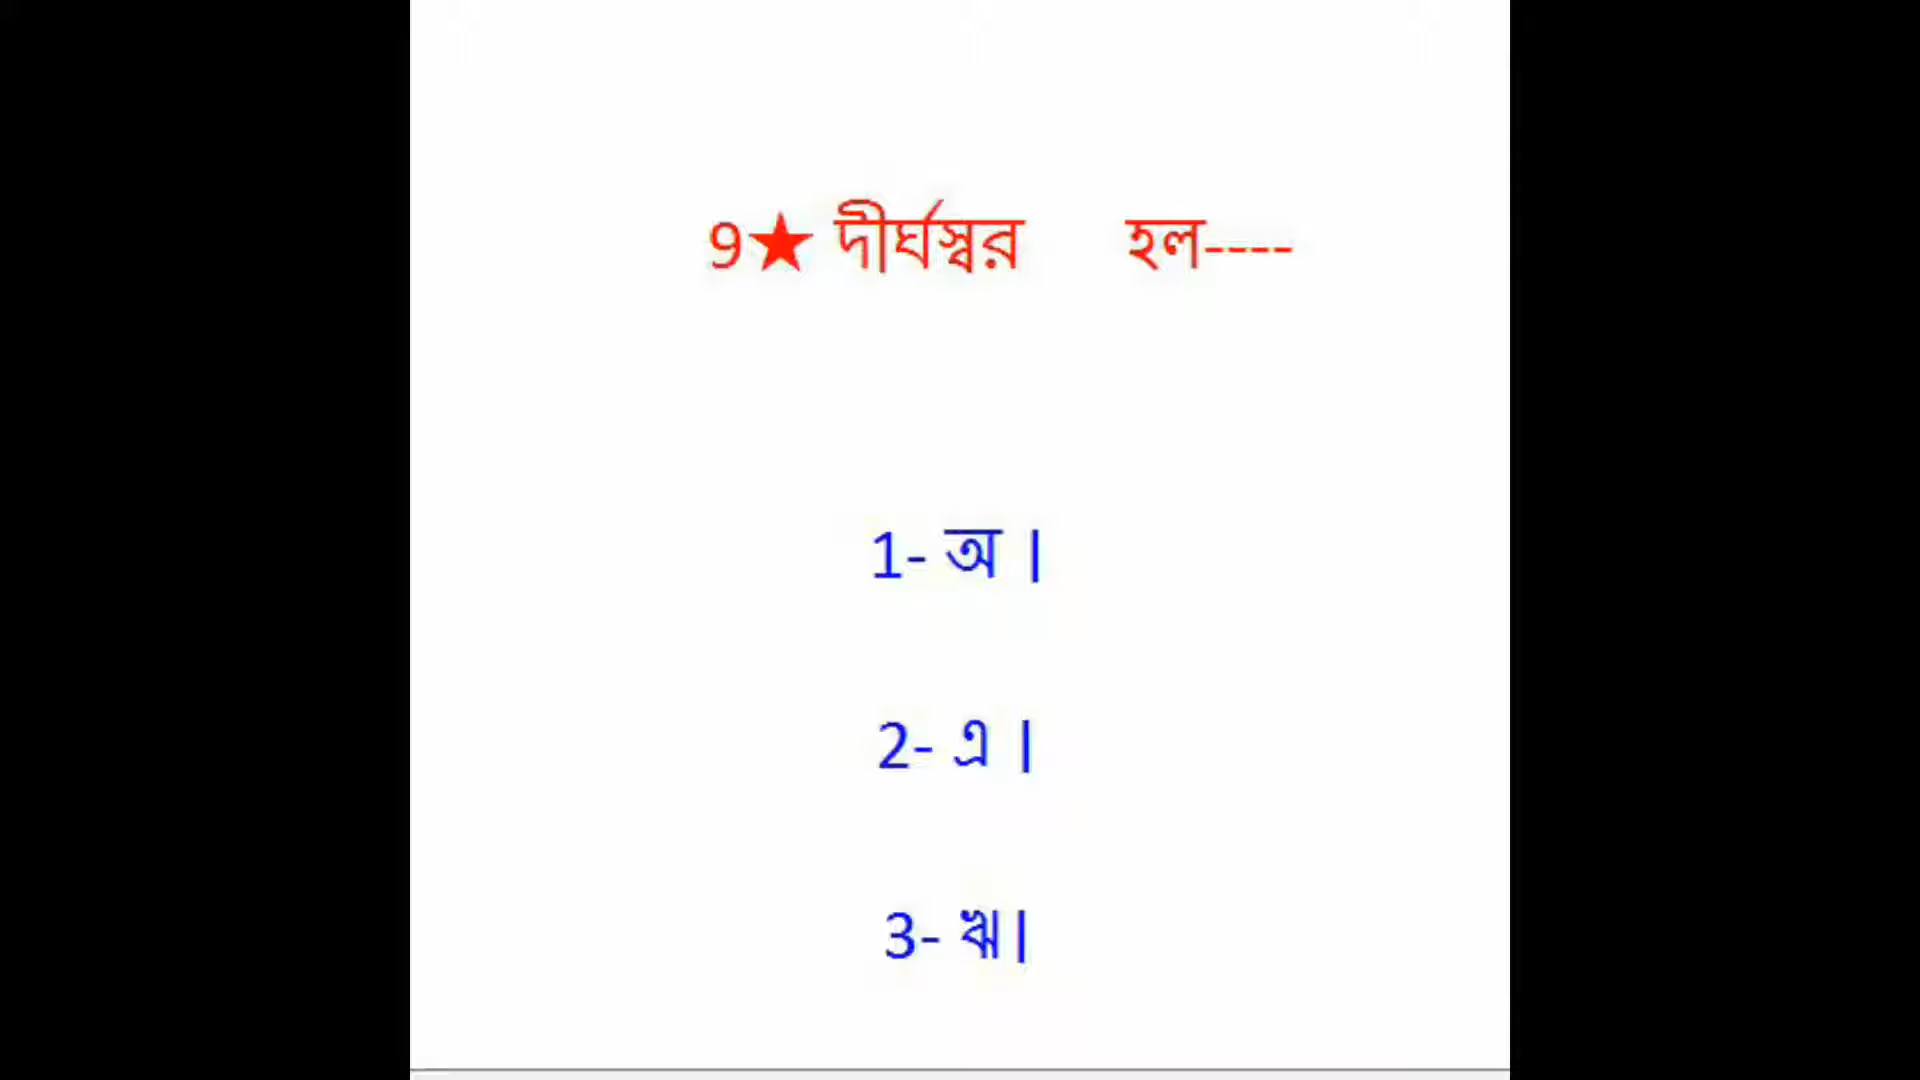 9★ দীর্ঘস্বর হল----
1- অ |
2- এ |
3- ঋ|